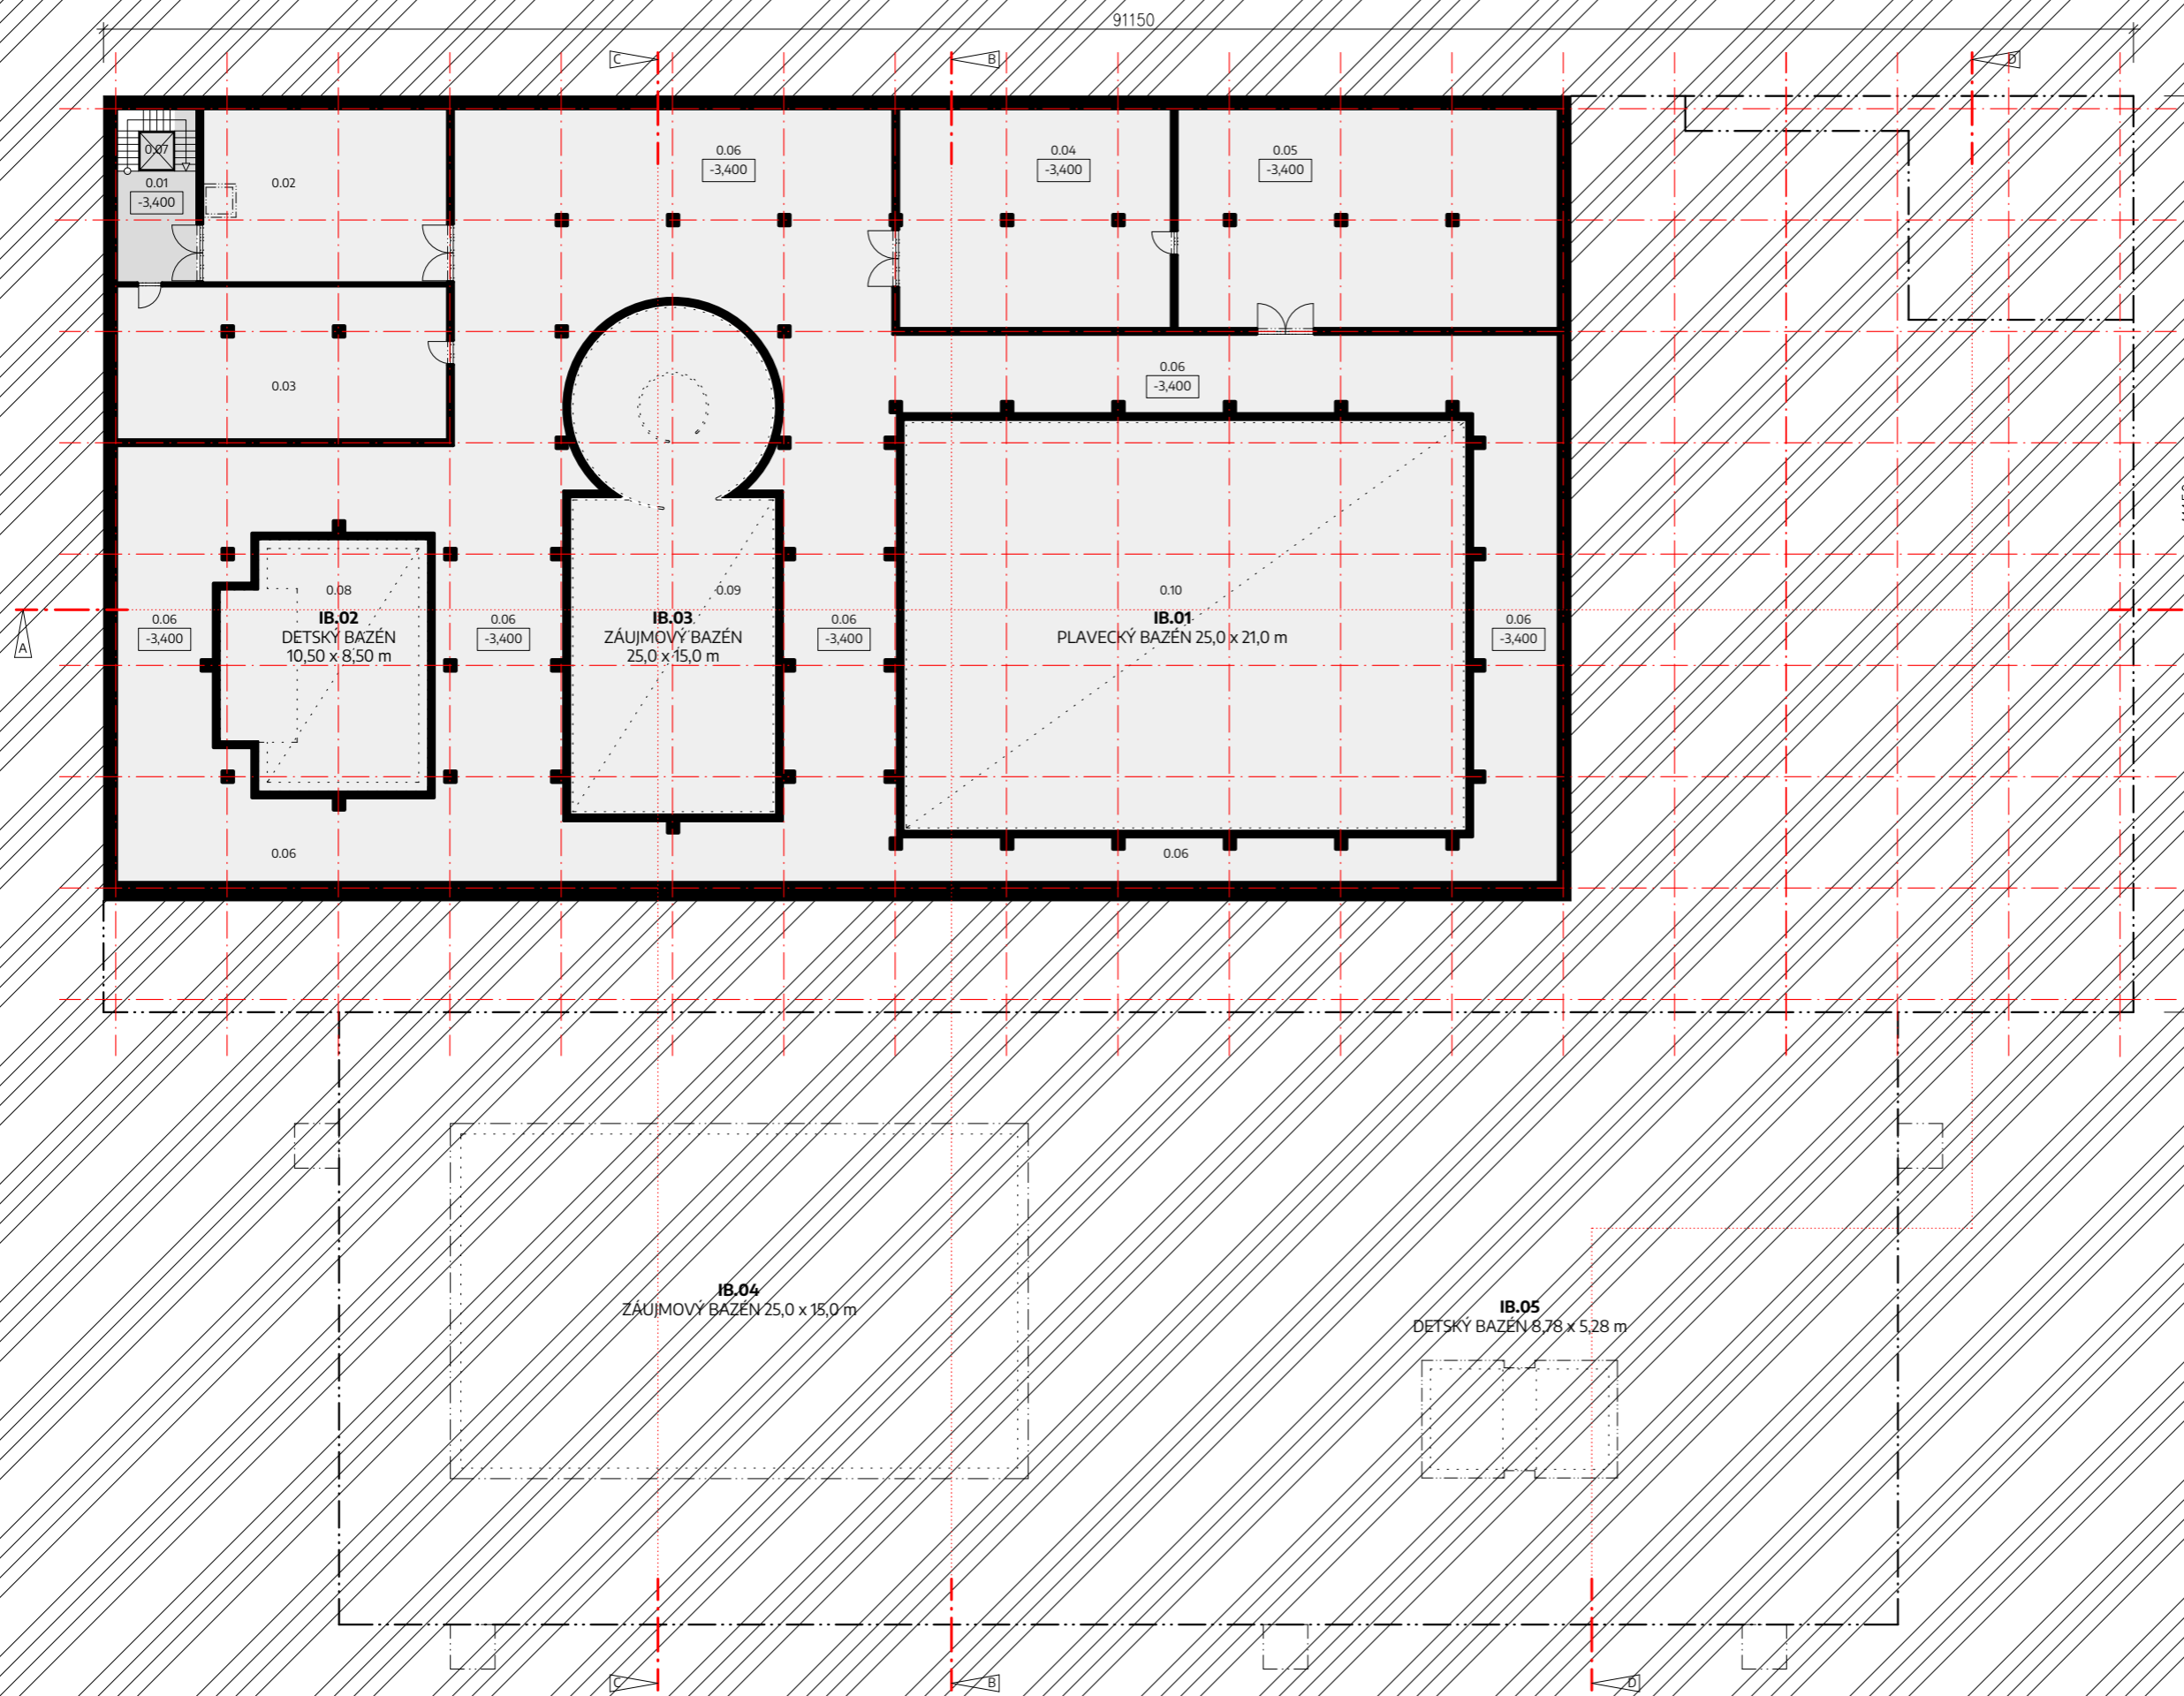 91150
C
B
D
0.07
0.01
-3,400
0.02
0.06
-3,400
0.04
-3,400
0.05
-3,400
0.03
0.06
-3,400
0.08
IB.02
DETSKÝ BAZÉN
10,50 x 8,50 m
0.09
IB.03
ZÁUJMOVÝ BAZÉN
25,0 x 15,0 m
0.10
IB.01
PLAVECKÝ BAZÉN 25,0 x 21,0 m
0.06
-3,400
0.06
-3,400
0.06
-3,400
0.06
-3,400
A
0.06
0.06
IB.04
ZÁUJMOVÝ BAZÉN 25,0 x 15,0 m
IB.05
DETSKÝ BAZÉN 8,78 x 5,28 m
C
B
D